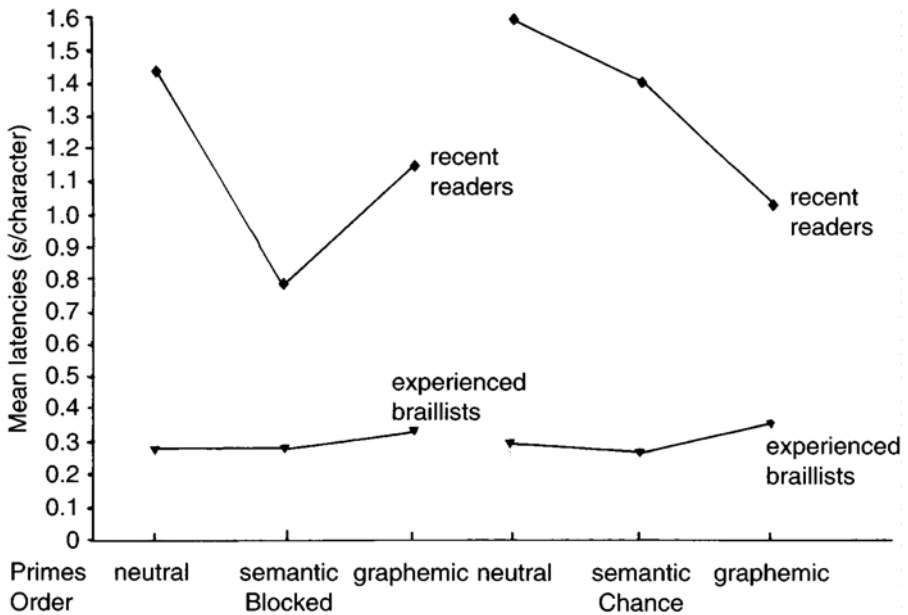 Mean latencies (s/character)
1.6
1.5
1.4
1.3
1.2
1.1
1.0
0.9
0.8
0.7
0.6
0.5
0.4
0.3
0.2
0.1
0
recent
readers
experienced
braillists
recent
readers
experienced
braillists
Primes neutral semantic graphemic neutral semantic graphemic
Order Blocked Chance